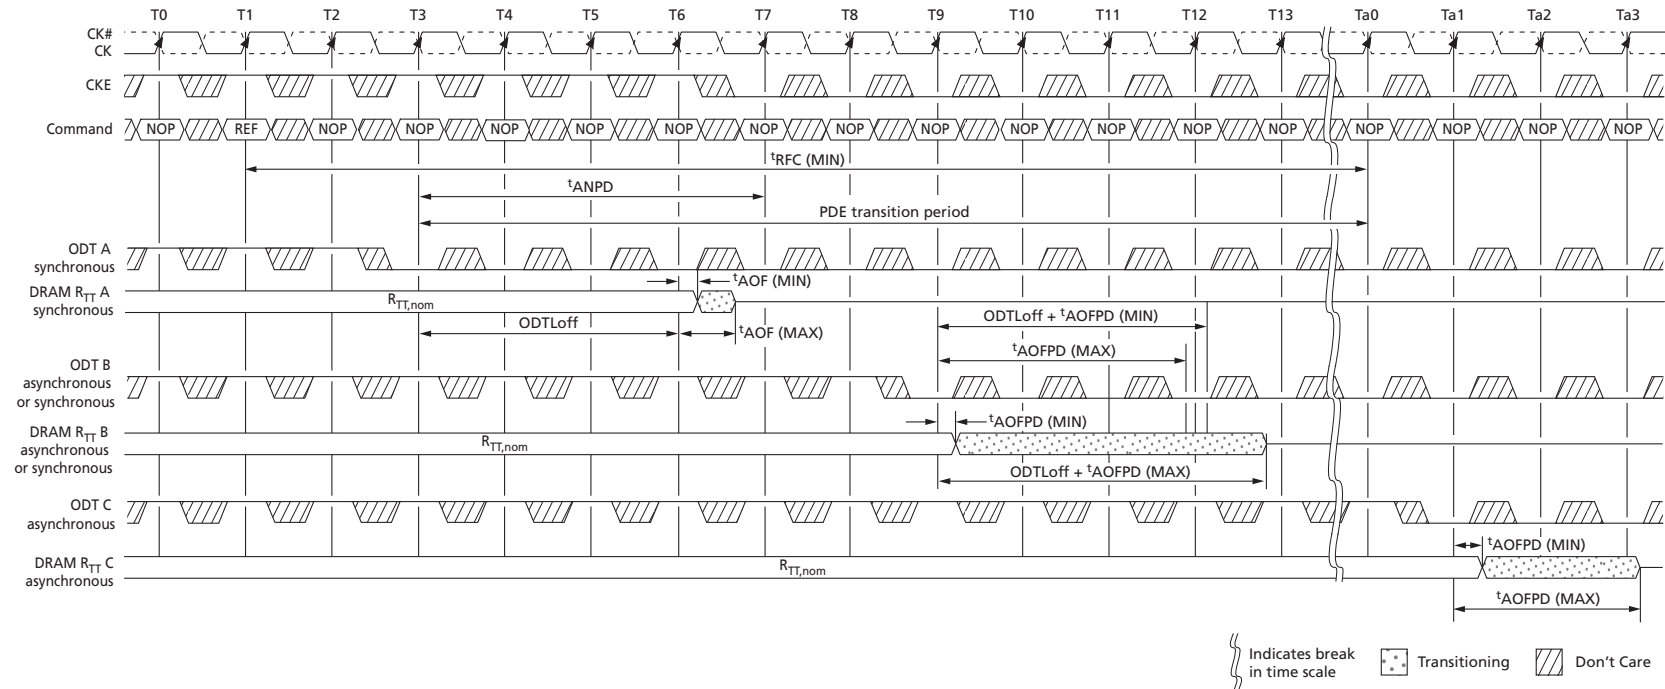 T0 T1 T2 T3 T4 T5 T6 T7 T8 T9 T10 T11 T12 T13 Ta0 Ta1 Ta2 Ta3
CK#
CK
CKE
Command NOP REF NOP NOP NOP NOP NOP NOP NOP NOP NOP NOP NOP NOP NOP NOP NOP NOP
tRFC (MIN)
tANPD
PDE transition period
ODT A
synchronous
tAOF (MIN)
DRAM RTT A
synchronous
RTT,nom
ODTLoff
tAOF (MAX)
ODTLoff + tAOFPD (MIN)
tAOFPD (MAX)
ODT B
asynchronous
or synchronous
tAOFPD (MIN)
DRAM RTT B
asynchronous
or synchronous
RTT,nom
ODTLoff + tAOFPD (MAX)
ODT C
asynchronous
tAOFPD (MIN)
DRAM RTT C
asynchronous
RTT,nom
tAOFPD (MAX)
Indicates break
in time scale
Transitioning
Don't Care